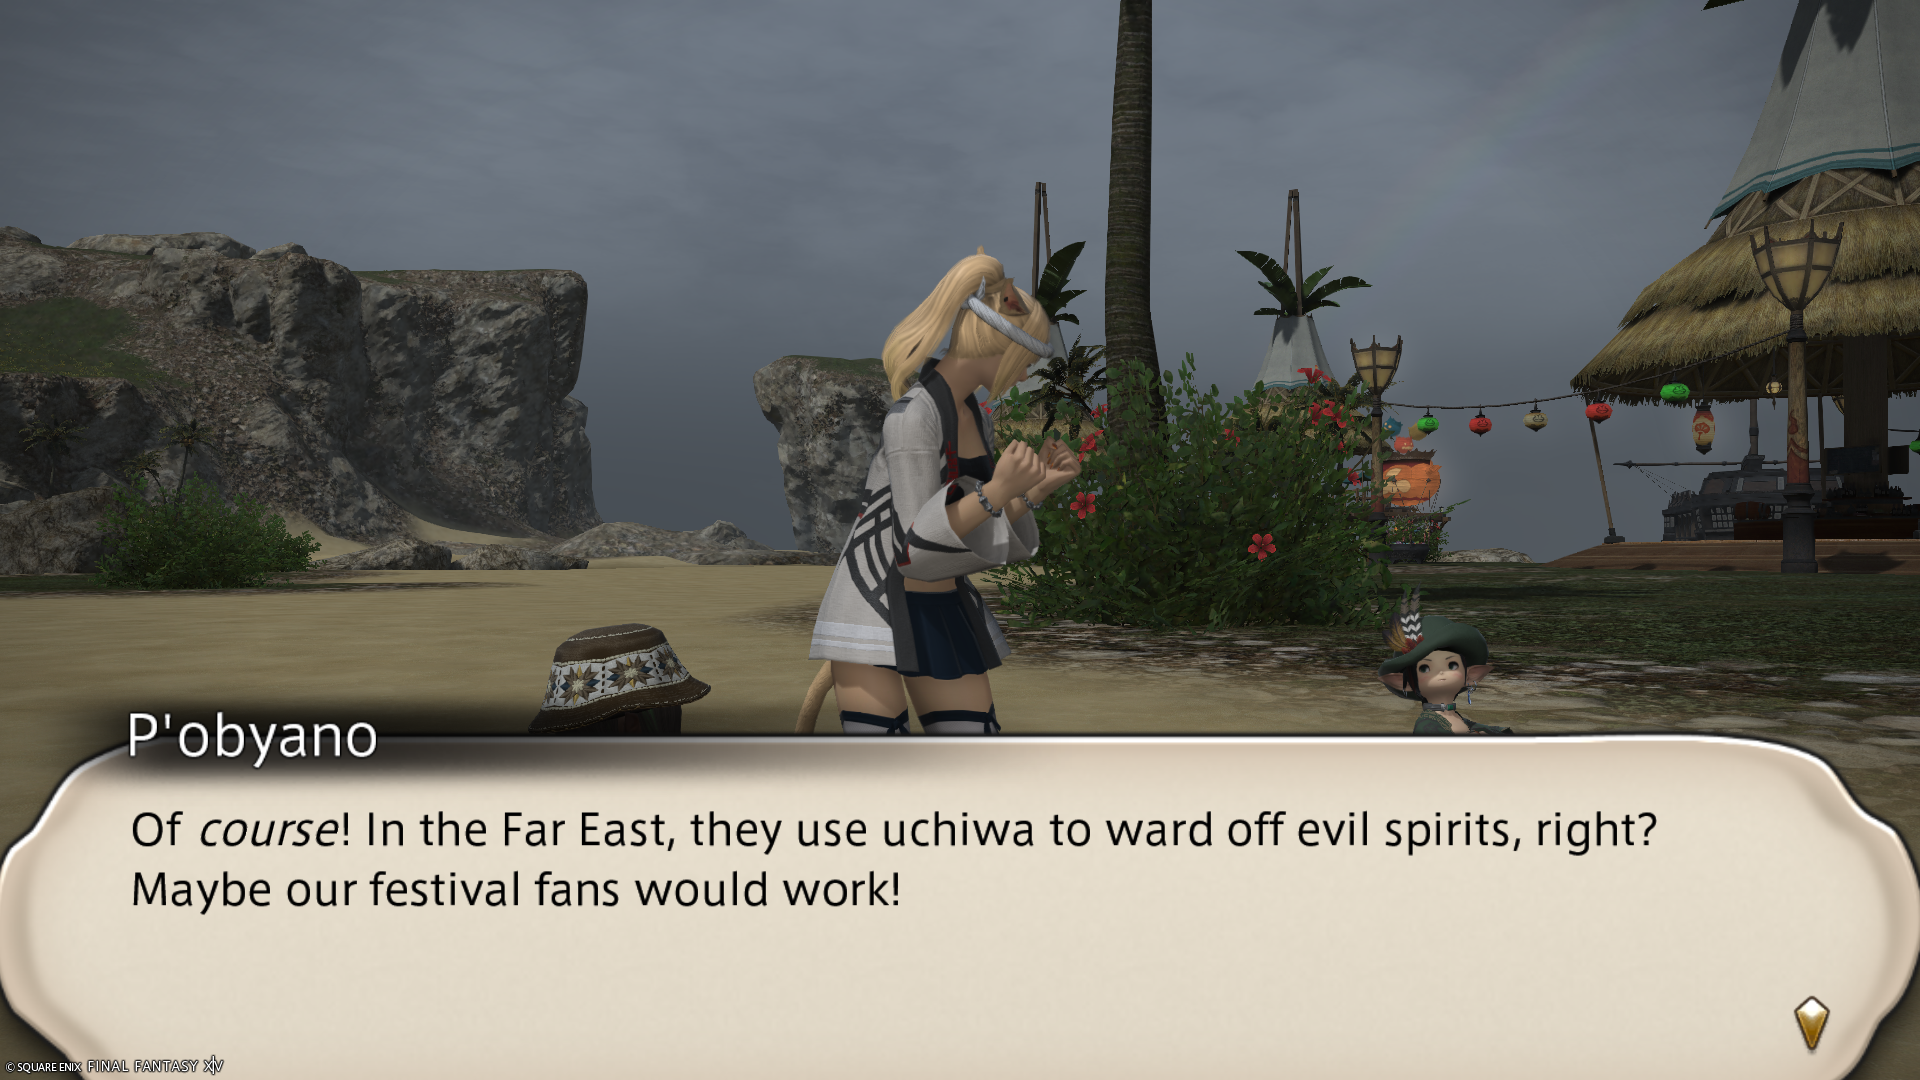 P'obyano
Of course! In the Far East, they use uchiwa to ward off evil spirits, right?
Maybe our festival fans would work!
© SQUARE ENIX FINAL FANTASY XIV